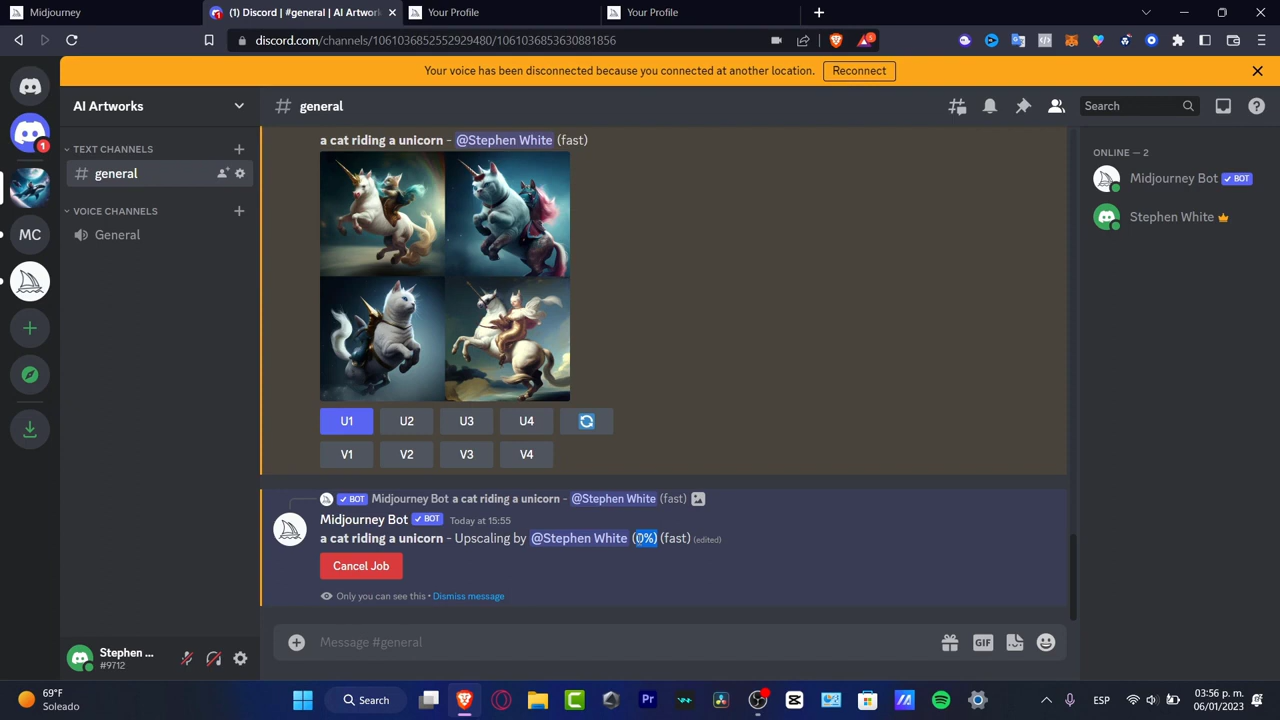 Midjourney
(1) Discord | #general | AI Artwork
Your Profile
Your Profile
discord.com/channels/1061036852552929480/1061036853630881856
Your voice has been disconnected because you connected at another location.
Reconnect
AI Artworks
general
Search
TEXT CHANNELS
general
VOICE CHANNELS
General
MC
a cat riding a unicorn - @Stephen White (fast)
U1 U2 U3 U4
V1 V2 V3 V4
BOT Midjourney Bot a cat riding a unicorn - @Stephen White (fast)
Midjourney Bot BOT Today at 15:55
a cat riding a unicorn - Upscaling by @Stephen White (0%) (fast) (edited)
Cancel Job
Only you can see this • Dismiss message
Message #general
GIF
ONLINE — 2
Midjourney Bot BOT
Stephen White
Stephen ...
#9712
69°F
Soleado
Search
Pr
ESP
03:56 p. m.
06/01/2023